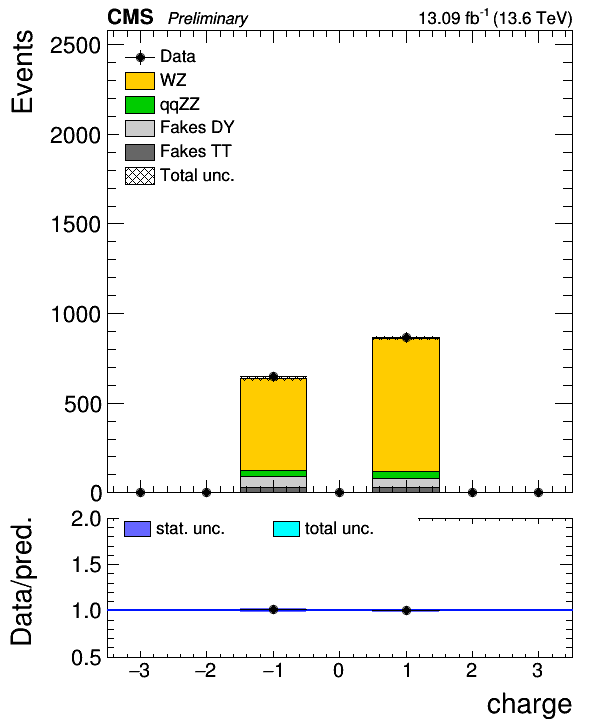 CMS Preliminary 13.09 fb⁻¹ (13.6 TeV)
Events
2500
2000
1500
1000
500
0
Data
WZ
qqZZ
Fakes DY
Fakes TT
Total unc.
Data/pred.
2.0
1.5
1.0
0.5
stat. unc. total unc.
−3 −2 −1 0 1 2 3
charge